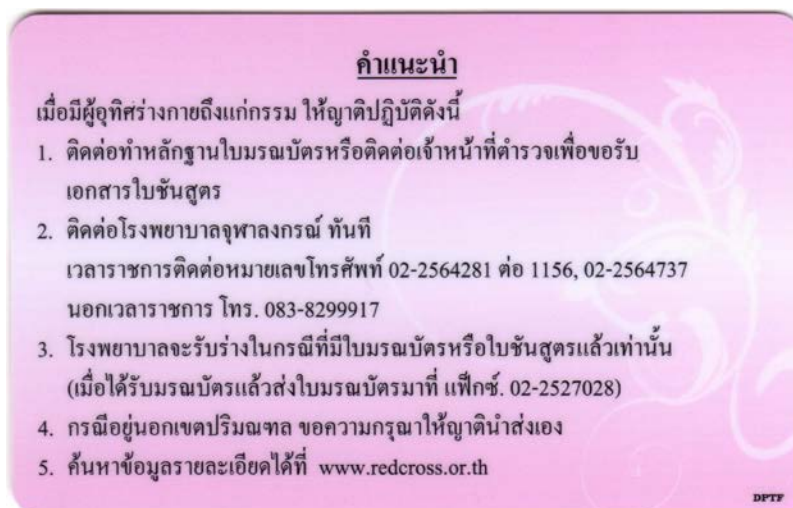 คำแนะนำ
เมื่อมีผู้อุทิศร่างกายถึงแก่กรรม ให้ญาติปฏิบัติดังนี้
1. ติดต่อทำหลักฐานใบมรณบัตรหรือติดต่อเจ้าหน้าที่ตำรวจเพื่อขอรับ
เอกสารใบชันสูตร
2. ติดต่อโรงพยาบาลจุฬาลงกรณ์ ทันที
เวลาราชการติดต่อหมายเลขโทรศัพท์ 02-2564281 ต่อ 1156, 02-2564737
นอกเวลาราชการ โทร. 083-8299917
3. โรงพยาบาลจะรับร่างในกรณีที่มีใบมรณบัตรหรือใบชันสูตรแล้วเท่านั้น
(เมื่อได้รับมรณบัตรแล้วส่งใบมรณบัตรมาที่ แฟ็กซ์. 02-2527028)
4. กรณีอยู่นอกเขตปริมณฑล ขอความกรุณาให้ญาตินำส่งเอง
5. ค้นหาข้อมูลรายละเอียดได้ที่ www.redcross.or.th
DPTF